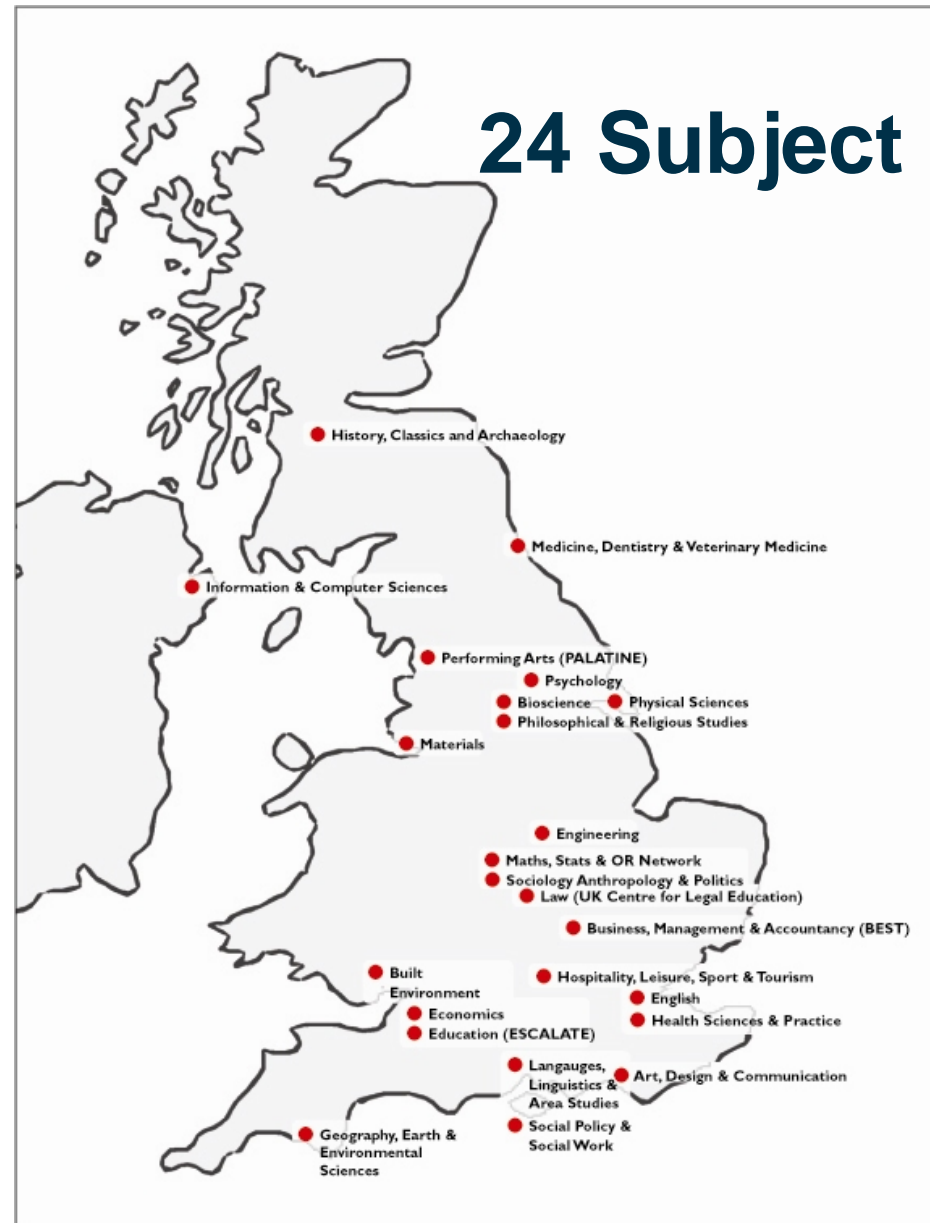 24 Subject
History, Classics and Archaeology
Medicine, Dentistry & Veterinary Medicine
Information & Computer Sciences
Performing Arts (PALATINE)
Psychology
Bioscience
Physical Sciences
Philosophical & Religious Studies
Materials
Engineering
Maths, Stats & OR Network
Sociology Anthropology & Politics
Law (UK Centre for Legal Education)
Business, Management & Accountancy (BEST)
Built
Environment
Hospitality, Leisure, Sport & Tourism
English
Economics
Health Sciences & Practice
Education (ESCALATE)
Langauges,
Linguistics &
Area Studies
Art, Design & Communication
Social Policy &
Social Work
Geography, Earth &
Environmental
Sciences